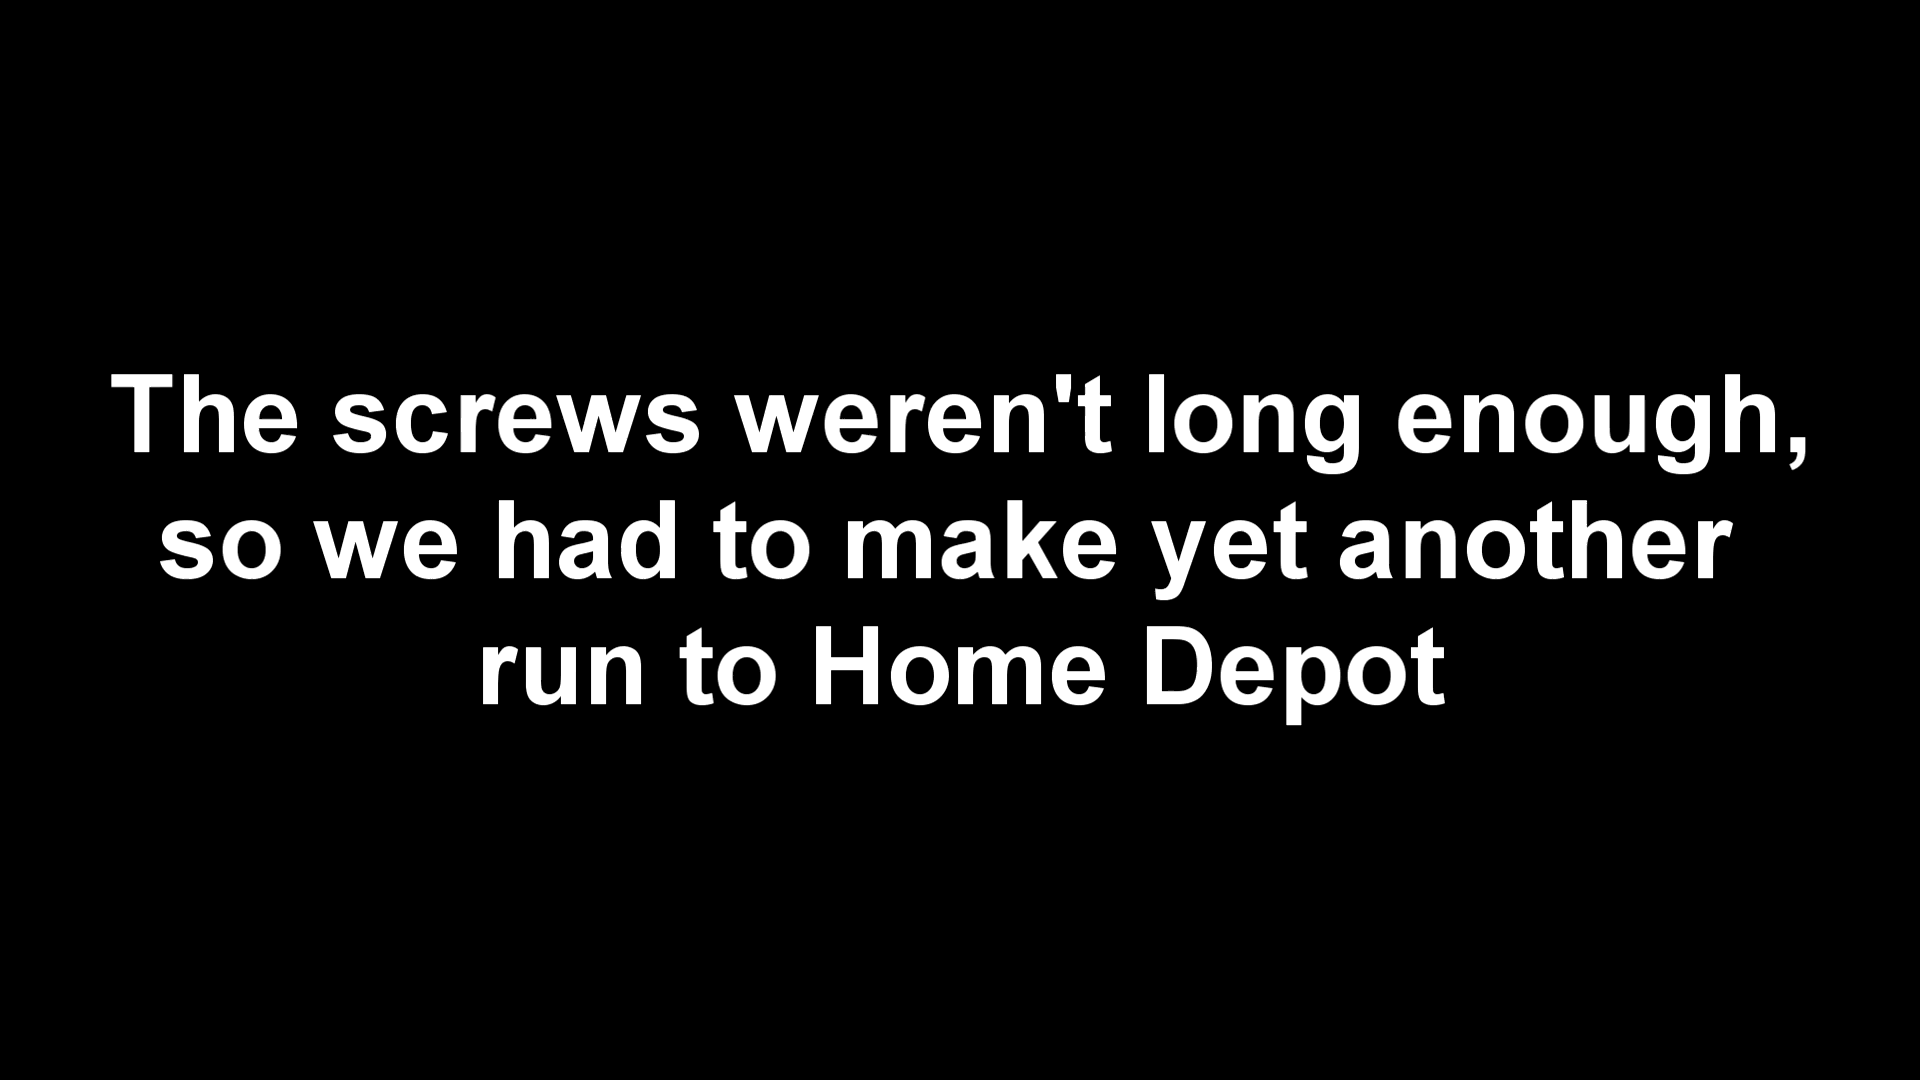 The screws weren't long enough,
so we had to make yet another
run to Home Depot